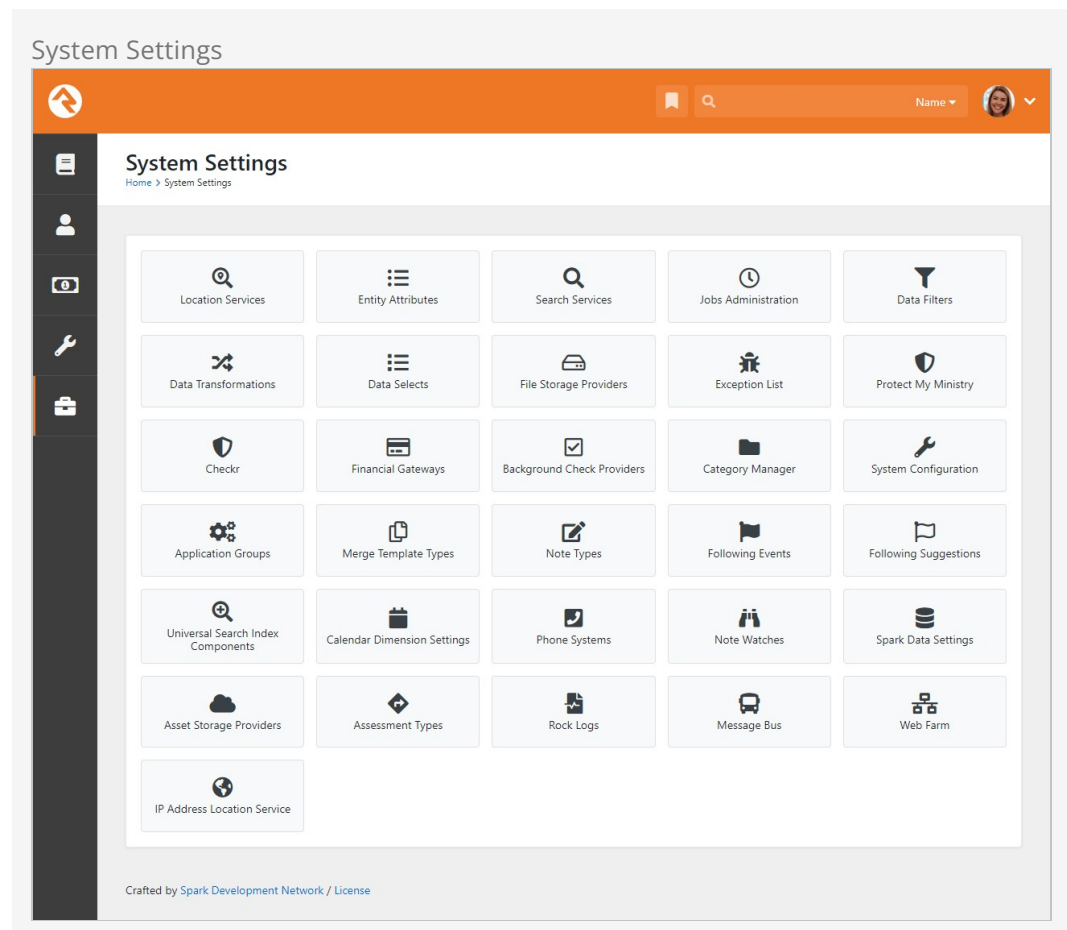 System Settings
Name
System Settings
Home > System Settings
Location Services
Entity Attributes
Search Services
Jobs Administration
Data Filters
Data Transformations
Data Selects
File Storage Providers
Exception List
Protect My Ministry
Checkr
Financial Gateways
Background Check Providers
Category Manager
System Configuration
Application Groups
Merge Template Types
Note Types
Following Events
Following Suggestions
Universal Search Index
Components
Calendar Dimension Settings
Phone Systems
Note Watches
Spark Data Settings
Asset Storage Providers
Assessment Types
Rock Logs
Message Bus
Web Farm
IP Address Location Service
Crafted by Spark Development Network / License